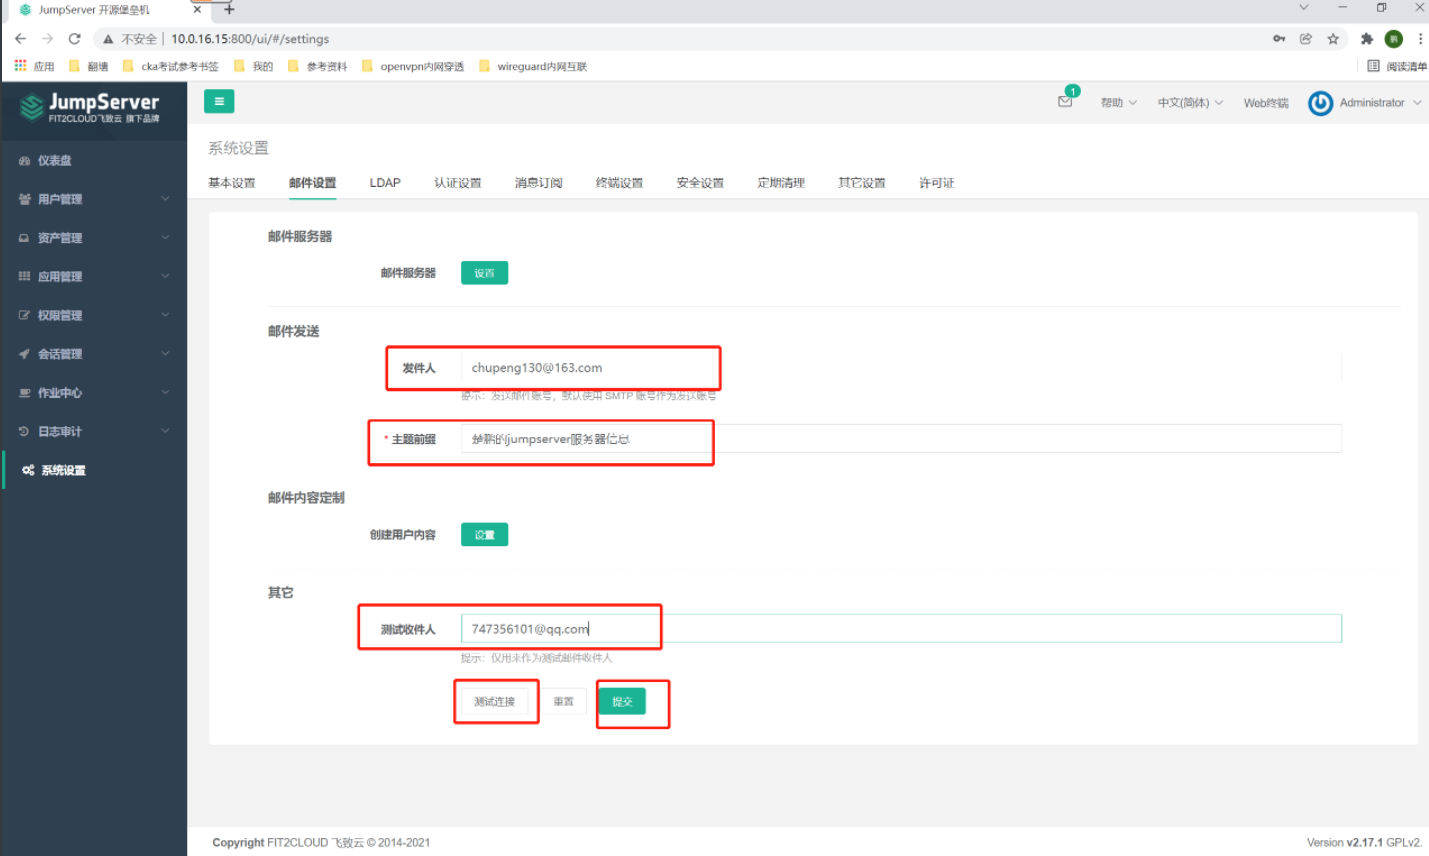 JumpServer 开源堡垒机
不安全 10.0.16.15:800/ui/#/settings
应用 翻墙 cka考试参考书签 我的 参考资料 openvpn内网穿透 wireguard内网互联 阅读清单
JumpServer
FIT2CLOUD飞致云 旗下品牌
1
帮助 中文(简体) Web终端 Administrator
仪表盘
用户管理
资产管理
应用管理
权限管理
会话管理
作业中心
日志审计
系统设置
系统设置
基本设置 邮件设置 LDAP 认证设置 消息订阅 终端设置 安全设置 定期清理 其它设置 许可证
邮件服务器
邮件服务器 设置
邮件发送
发件人 chupeng130@163.com
提示：发送邮件账号，默认使用 SMTP 账号作为发送账号
* 主题前缀 楚鹏的jumpserver服务器信息
邮件内容定制
创建用户内容 设置
其它
测试收件人 747356101@qq.com
提示：仅用来作为测试邮件收件人
测试连接 重置 提交
Copyright FIT2CLOUD 飞致云 © 2014-2021
Version v2.17.1 GPLv2.